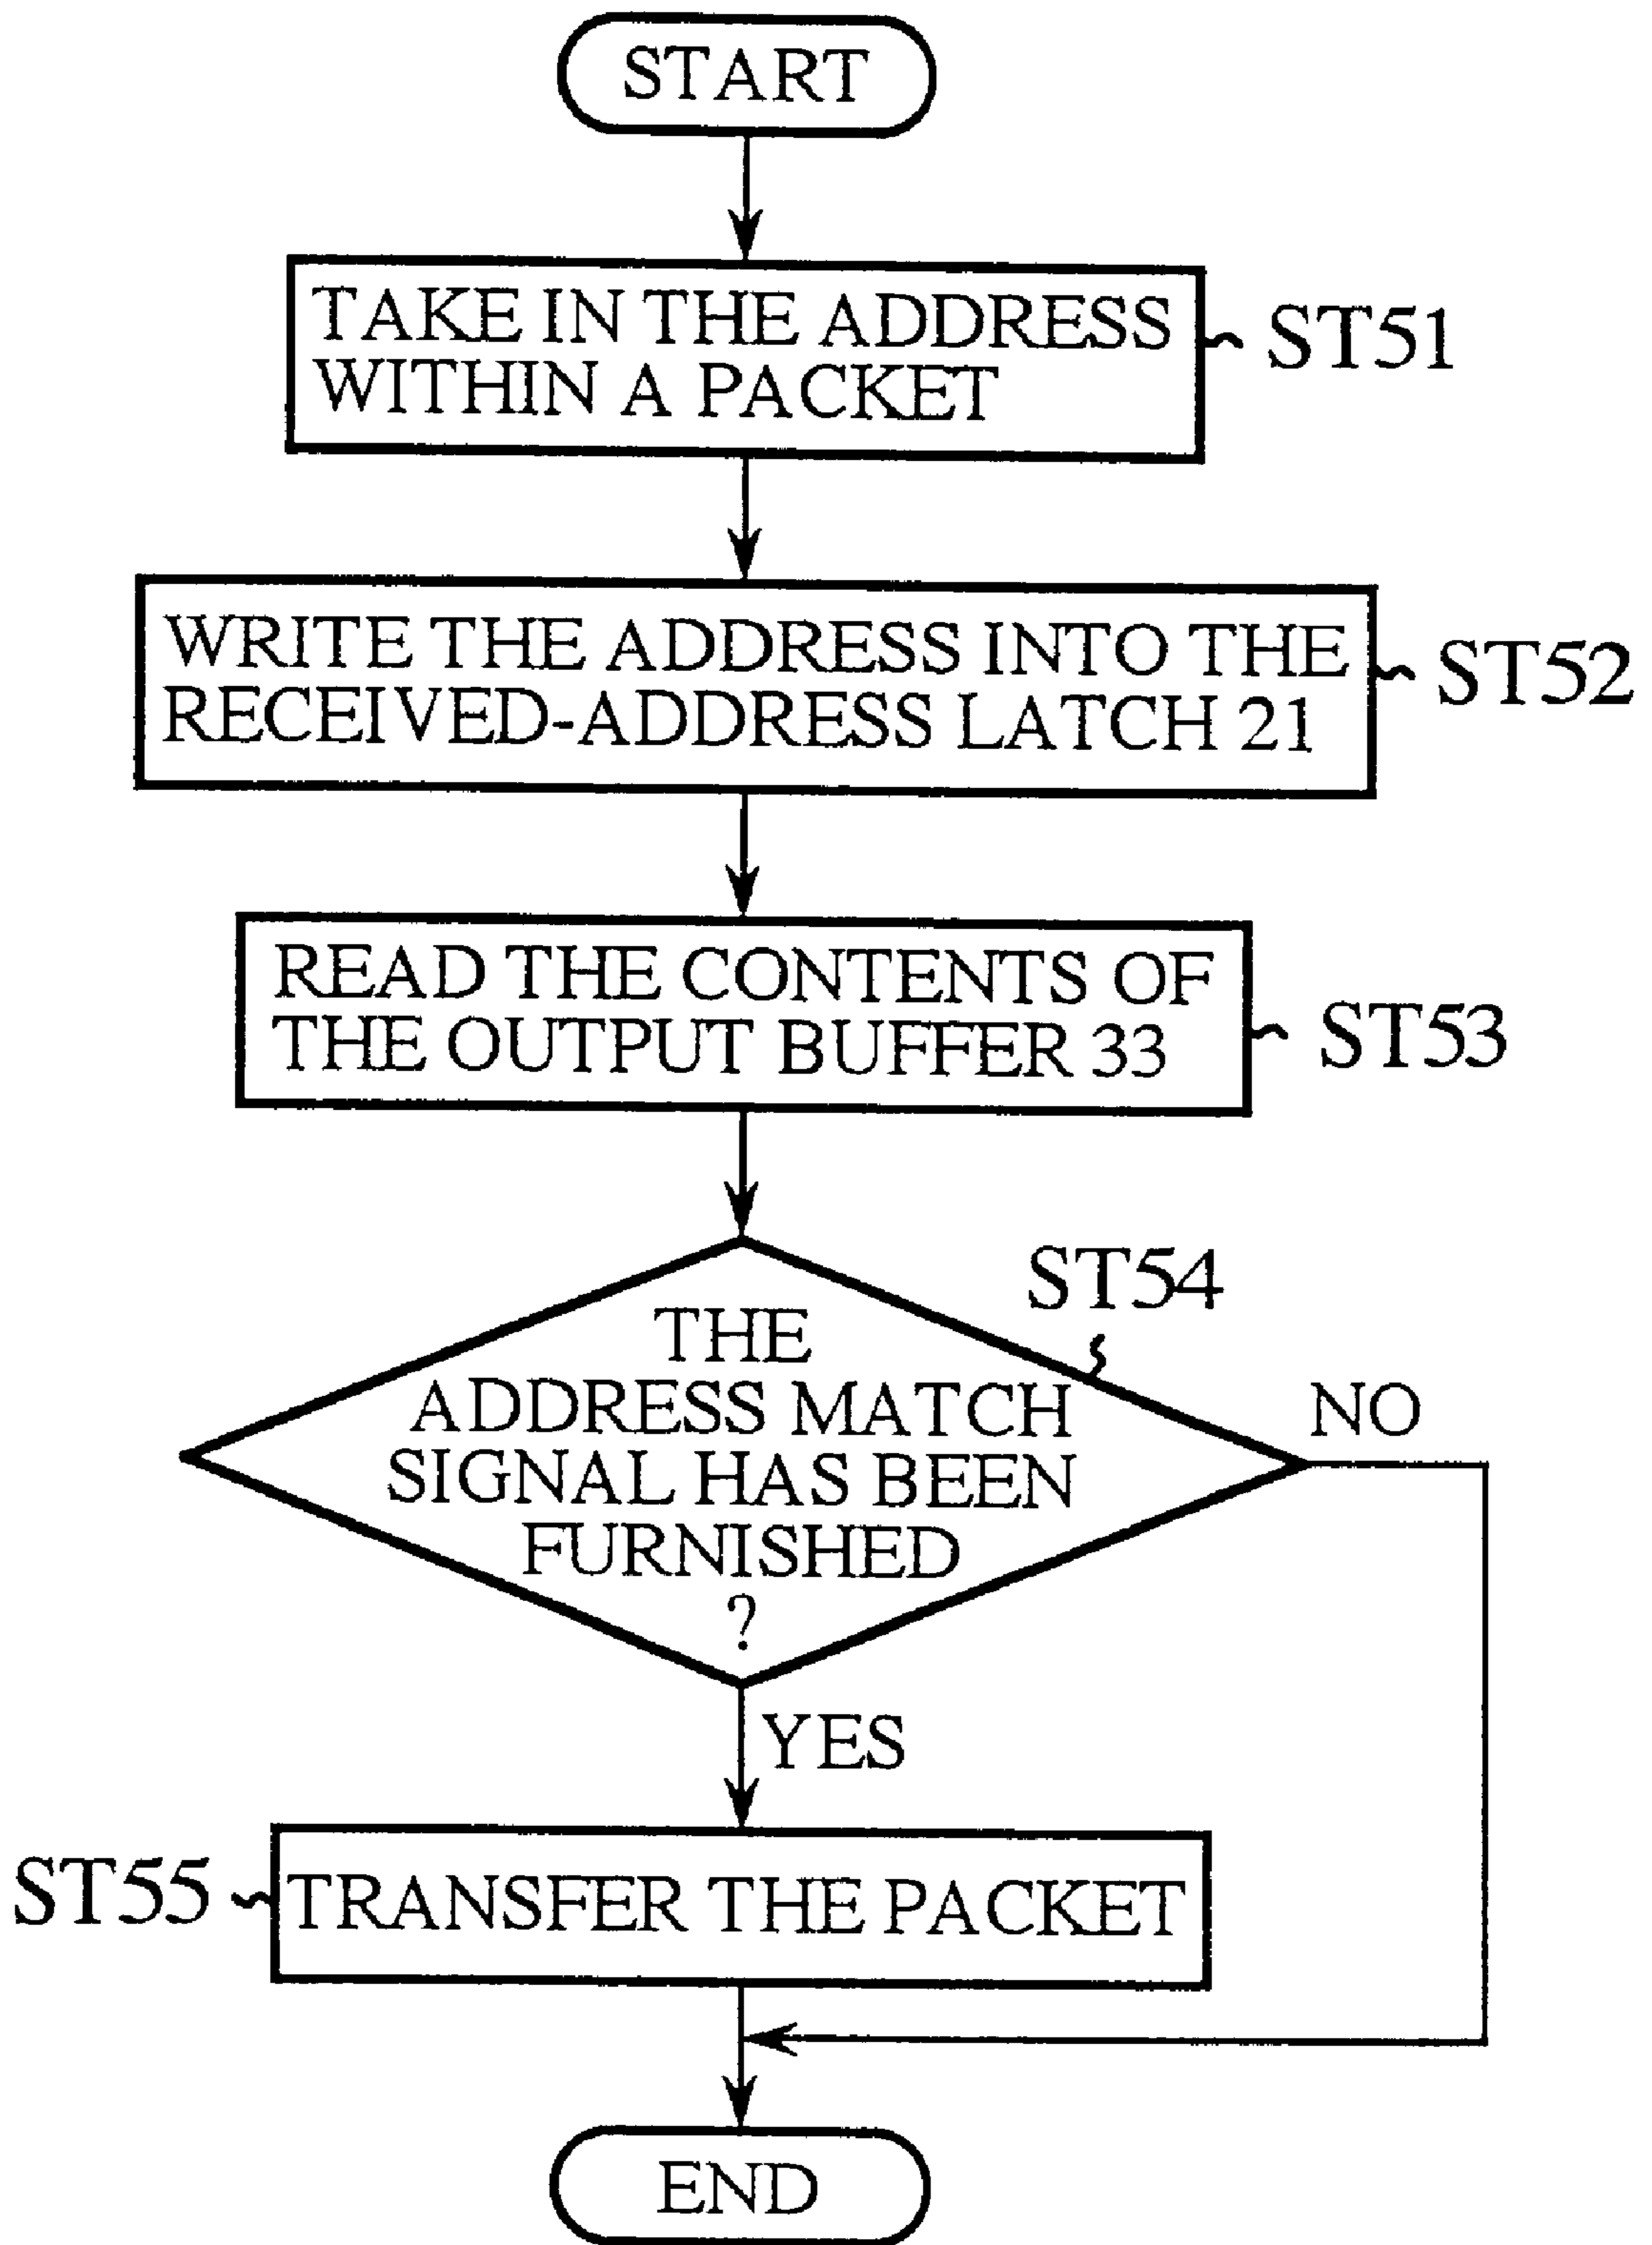 START
TAKE IN THE ADDRESS
WITHIN A PACKET
ST51
WRITE THE ADDRESS INTO THE
RECEIVED-ADDRESS LATCH 21
ST52
READ THE CONTENTS OF
THE OUTPUT BUFFER 33
ST53
ST54
THE
ADDRESS MATCH
SIGNAL HAS BEEN
FURNISHED
?
NO
YES
ST55
TRANSFER THE PACKET
END